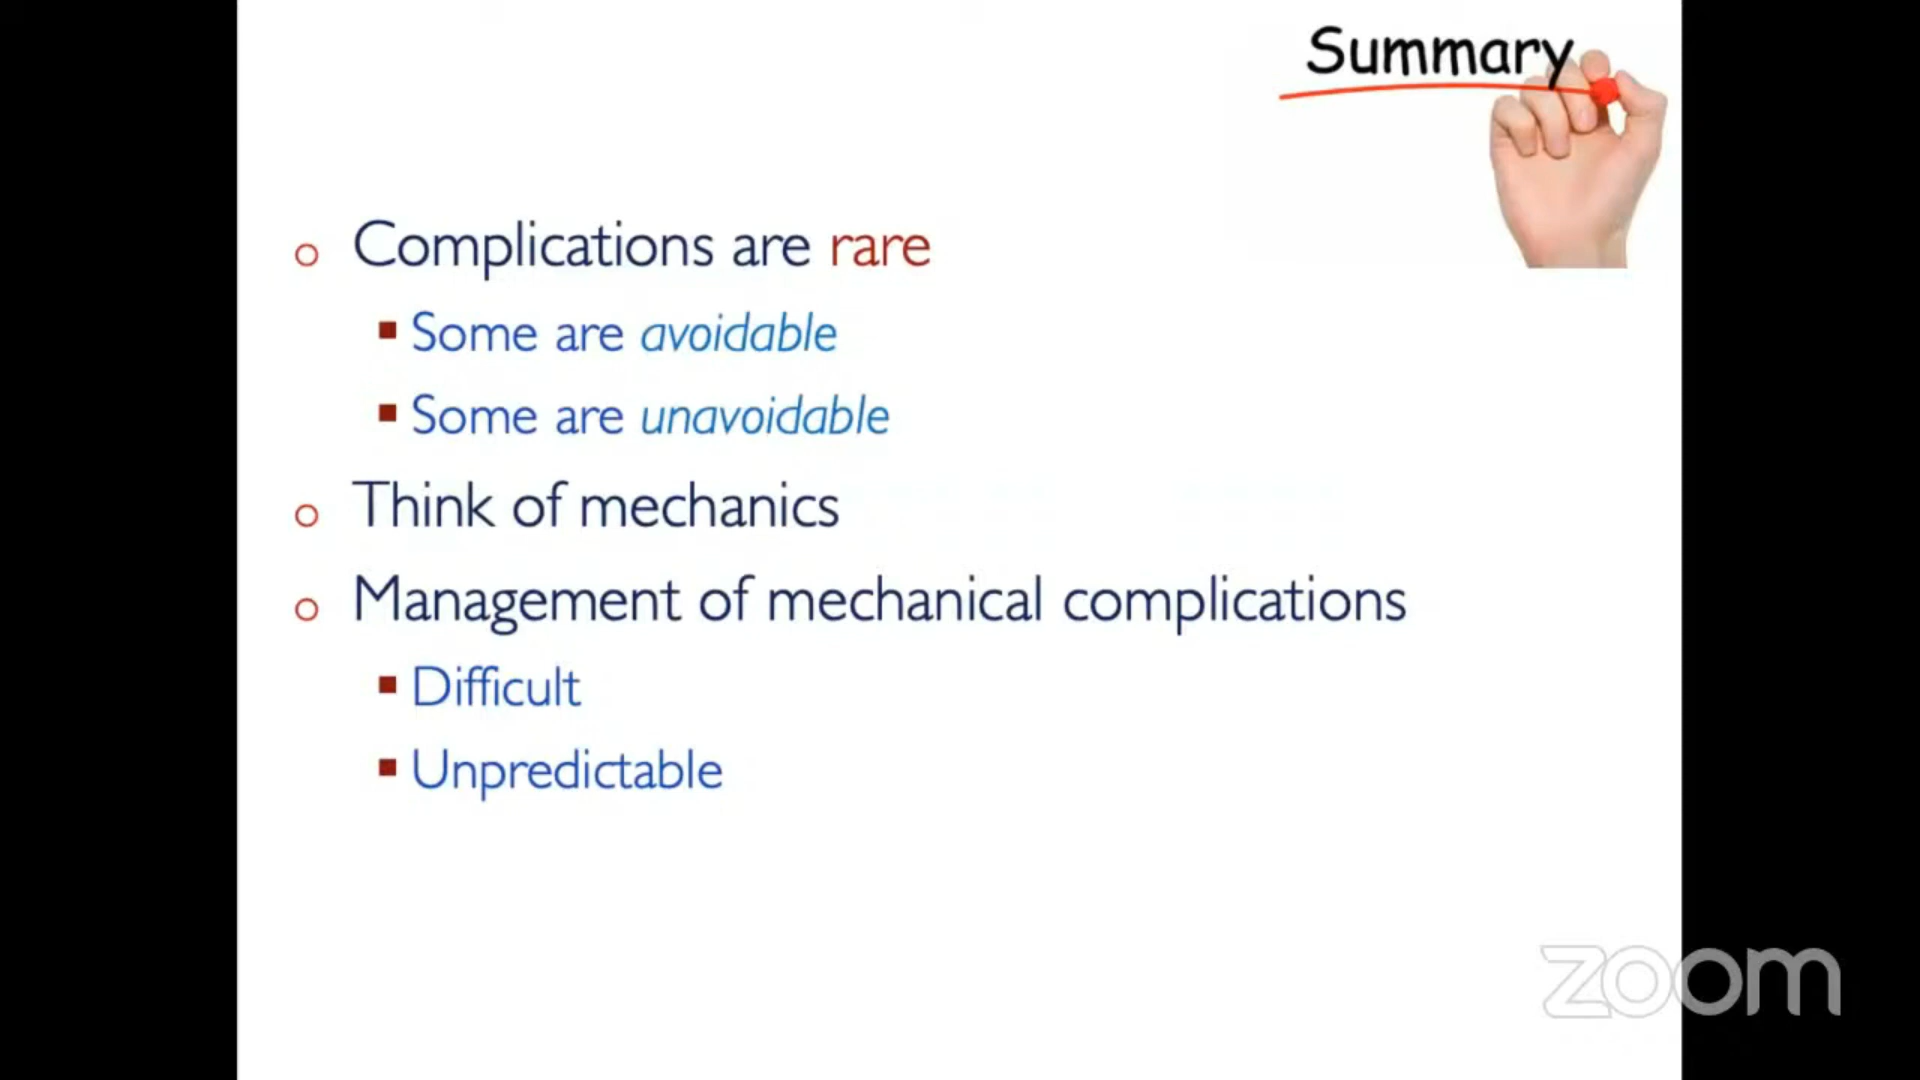 Summary
Complications are rare
Some are avoidable
Some are unavoidable
Think of mechanics
Management of mechanical complications
Difficult
Unpredictable
zoom